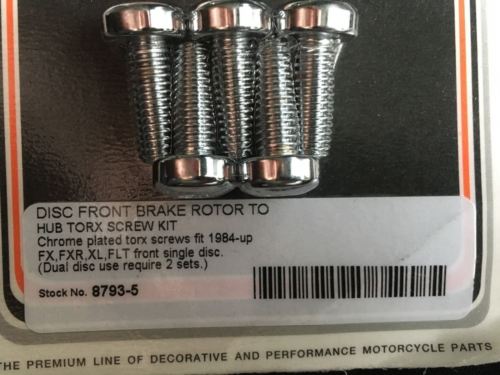 DISC FRONT BRAKE ROTOR TO
HUB TORX SCREW KIT
Chrome plated torx screws fit 1984-up
FX,FXR,XL,FLT front single disc.
(Dual disc use require 2 sets.)
Stock No. 8793-5
THE PREMIUM LINE OF DECORATIVE AND PERFORMANCE MOTORCYCLE PARTS